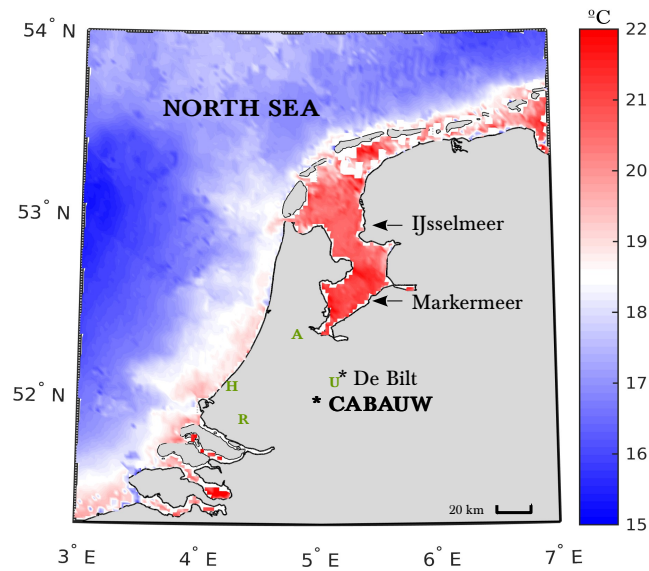 ºC
54° N
22
NORTH SEA
21
20
53° N
IJsselmeer
19
Markermeer
18
A
U * De Bilt
H
52° N
* CABAUW
17
R
16
20 km
15
3° E
4° E
5° E
6° E
7° E